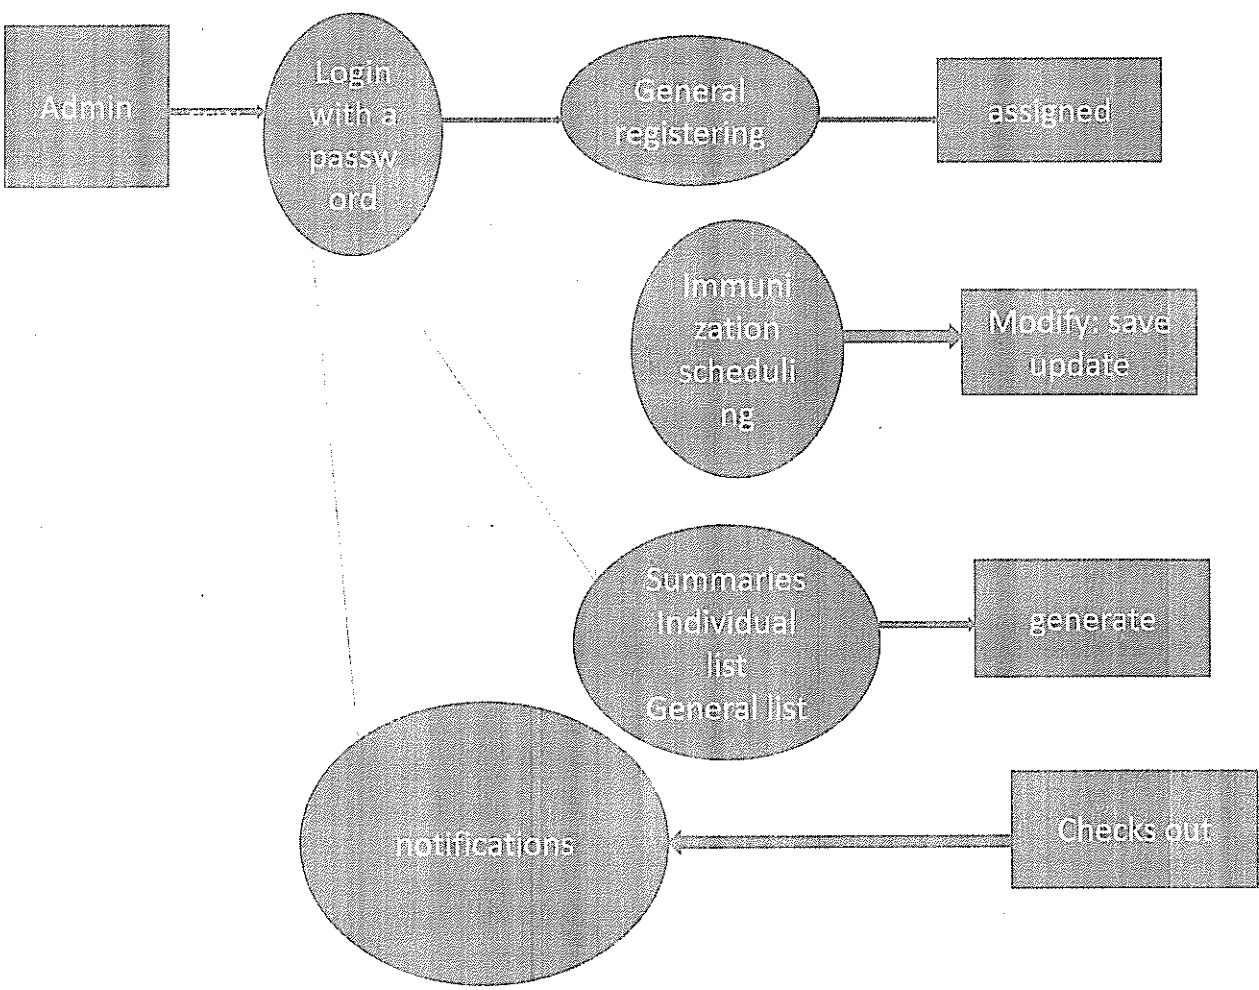 Admin
Login
with a
passw
ord
General
registering
assigned
Immuni
zation
scheduli
ng
Modify: save
update
Summaries
Individual
list
General list
generate
notifications
Checks out